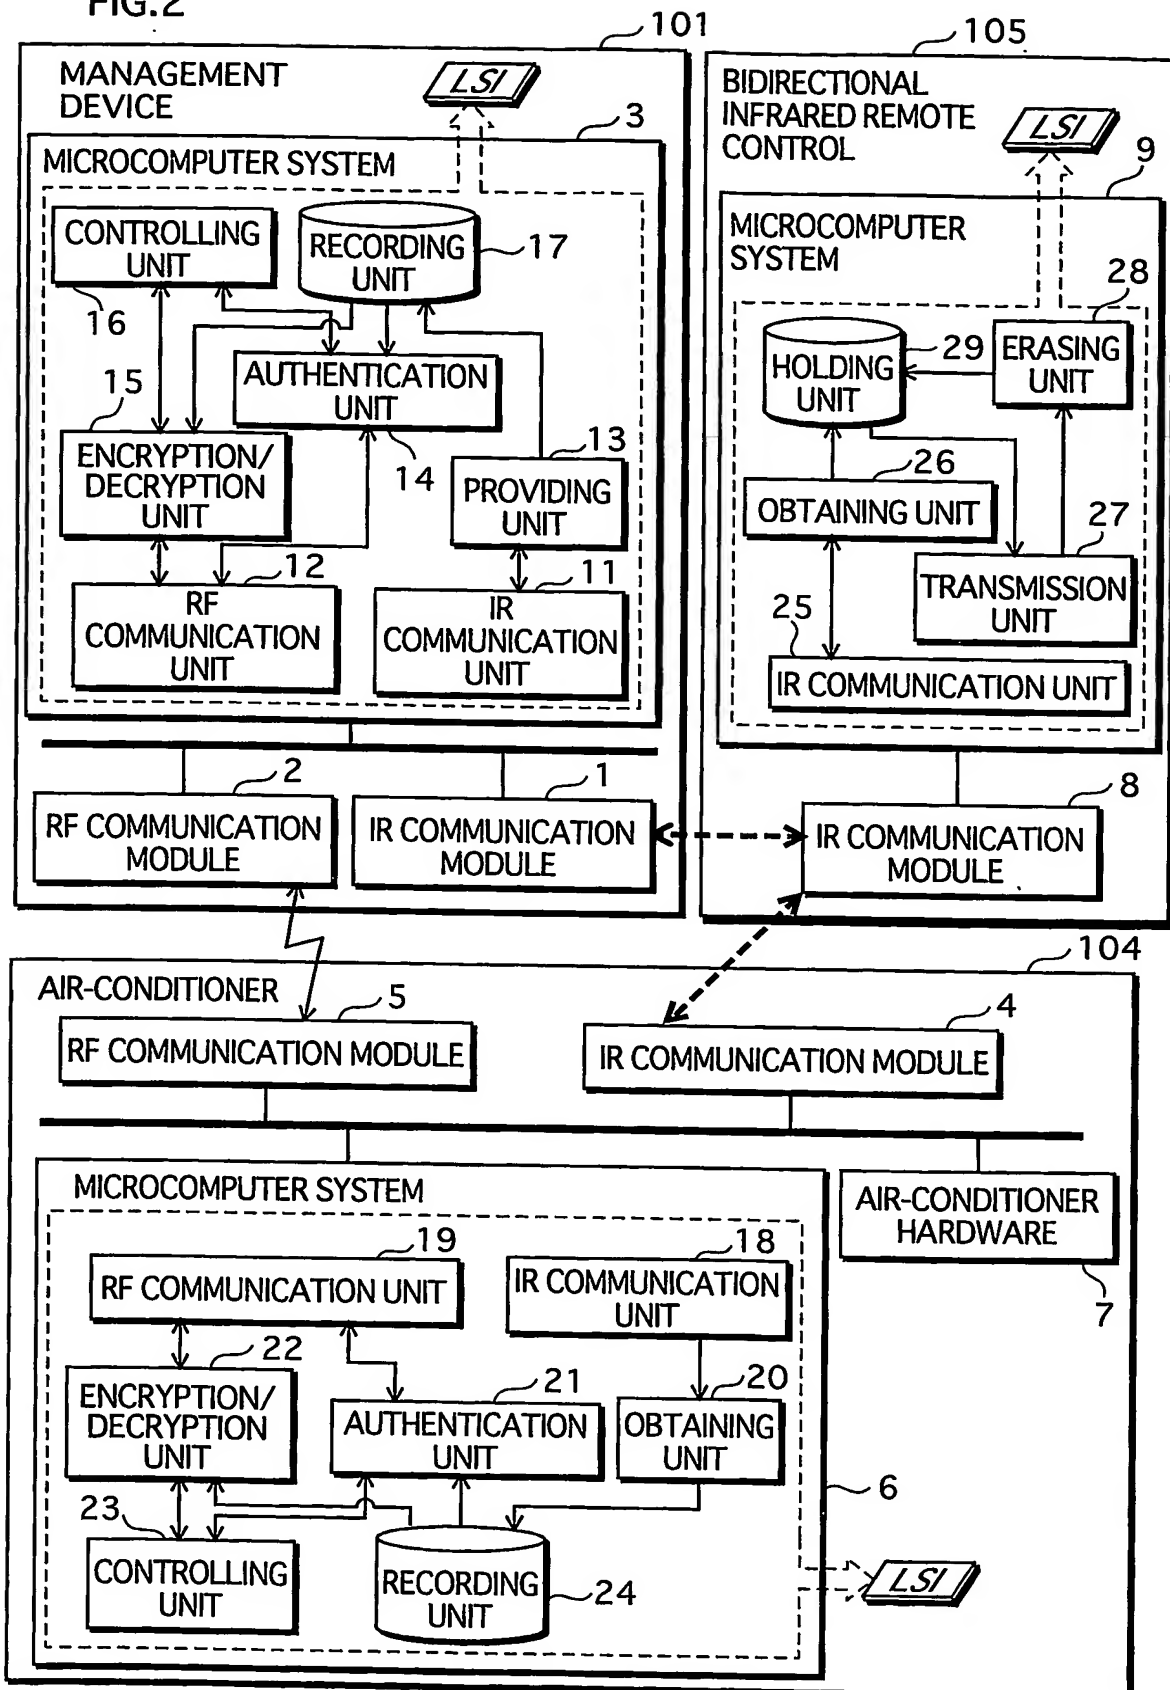 FIG.2
101
MANAGEMENT
DEVICE
LSI
3
MICROCOMPUTER SYSTEM
CONTROLLING
UNIT
16
RECORDING
UNIT
17
15
AUTHENTICATION
UNIT
14
ENCRYPTION/
DECRYPTION
UNIT
13
PROVIDING
UNIT
12
RF
COMMUNICATION
UNIT
11
IR
COMMUNICATION
UNIT
2
RF COMMUNICATION
MODULE
1
IR COMMUNICATION
MODULE
105
BIDIRECTIONAL
INFRARED REMOTE
CONTROL
LSI
9
MICROCOMPUTER
SYSTEM
28
HOLDING
UNIT
29
ERASING
UNIT
26
OBTAINING UNIT
27
TRANSMISSION
UNIT
25
IR COMMUNICATION UNIT
8
IR COMMUNICATION
MODULE
104
AIR-CONDITIONER
5
RF COMMUNICATION MODULE
4
IR COMMUNICATION MODULE
MICROCOMPUTER SYSTEM
AIR-CONDITIONER
HARDWARE
7
19
RF COMMUNICATION UNIT
18
IR COMMUNICATION
UNIT
22
ENCRYPTION/
DECRYPTION
UNIT
21
AUTHENTICATION
UNIT
20
OBTAINING
UNIT
6
23
CONTROLLING
UNIT
RECORDING
UNIT
24
LSI